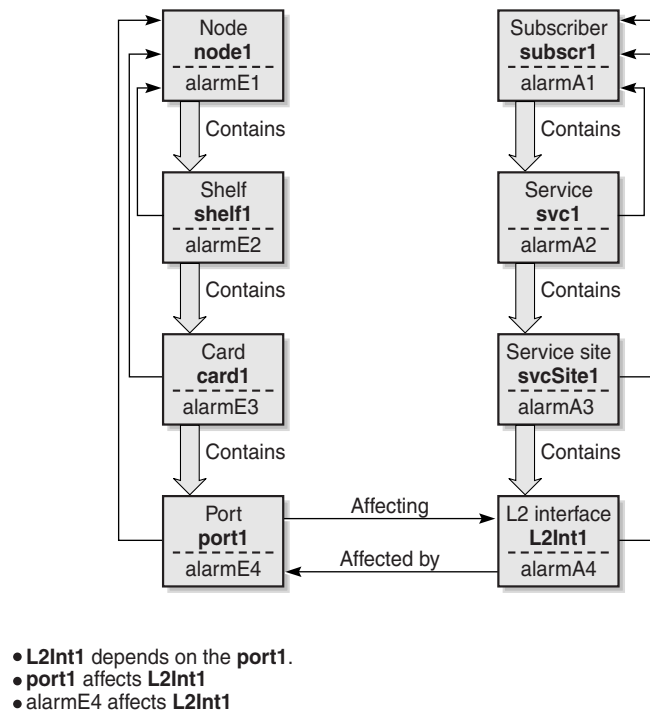 Node
node1
alarmE1
Contains
Shelf
shelf1
alarmE2
Contains
Card
card1
alarmE3
Contains
Port
port1
alarmE4
Subscriber
subscr1
alarmA1
Contains
Service
svc1
alarmA2
Contains
Service site
svcSite1
alarmA3
Contains
L2 interface
L2Int1
alarmA4
Affecting
Affected by
• L2Int1 depends on the port1.
• port1 affects L2Int1
• alarmE4 affects L2Int1